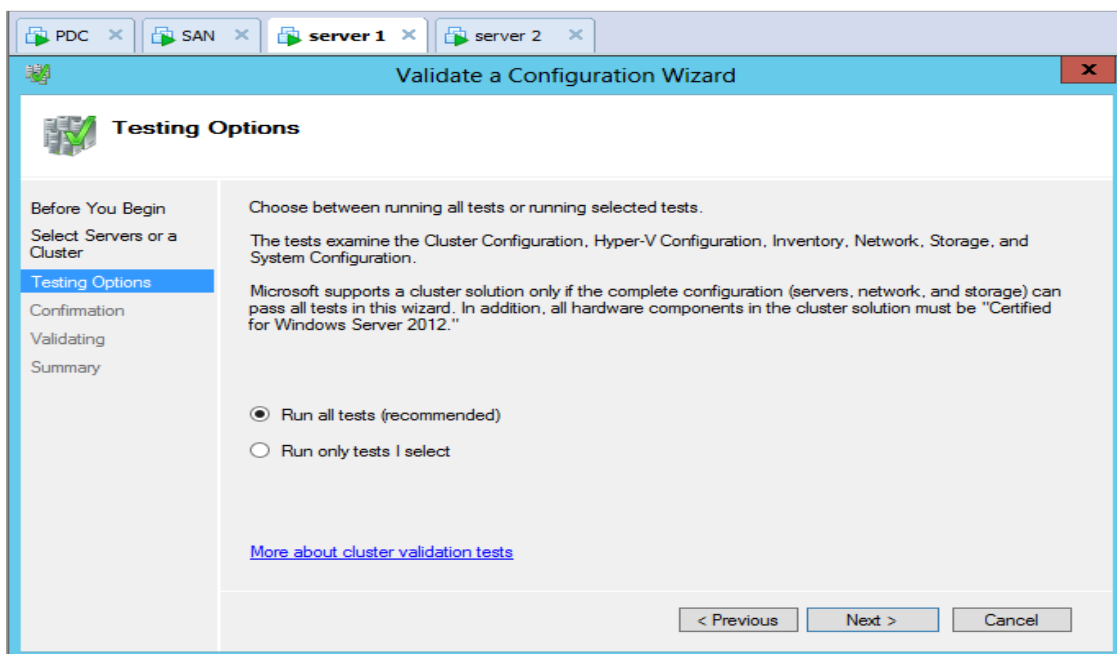 PDC SAN server 1 server 2
Validate a Configuration Wizard
Testing Options
Before You Begin
Select Servers or a
Cluster
Testing Options
Confirmation
Validating
Summary
Choose between running all tests or running selected tests.
The tests examine the Cluster Configuration, Hyper-V Configuration, Inventory, Network, Storage, and
System Configuration.
Microsoft supports a cluster solution only if the complete configuration (servers, network, and storage) can
pass all tests in this wizard. In addition, all hardware components in the cluster solution must be "Certified
for Windows Server 2012."
Run all tests (recommended)
Run only tests I select
More about cluster validation tests
< Previous Next > Cancel